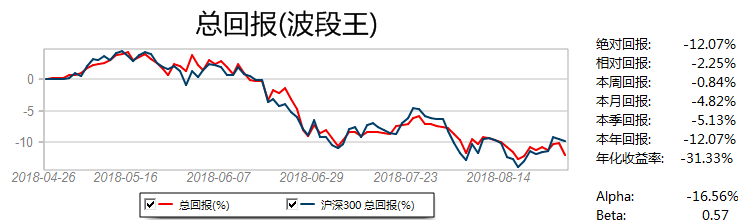 总回报(波段王)
0
-5
-10
2018-04-26 2018-05-16 2018-06-07 2018-06-29 2018-07-23 2018-08-14
总回报(%) 沪深300 总回报(%)
绝对回报: -12.07%
相对回报: -2.25%
本周回报: -0.84%
本月回报: -4.82%
本季回报: -5.13%
本年回报: -12.07%
年化收益率: -31.33%
Alpha: -16.56%
Beta: 0.57